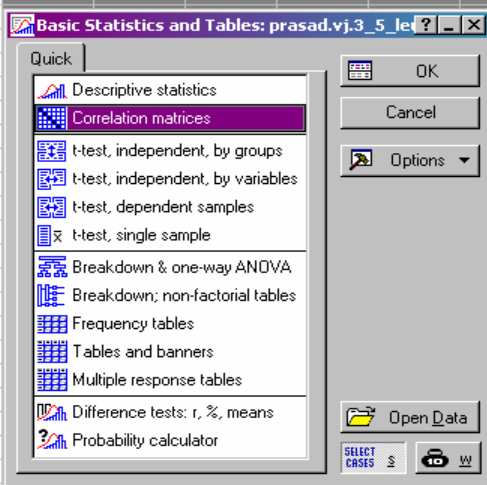 Basic Statistics and Tables: prasad.vj.3_5_le
Quick
Descriptive statistics
Correlation matrices
t-test, independent, by groups
t-test, independent, by variables
t-test, dependent samples
t-test, single sample
Breakdown & one-way ANOVA
Breakdown; non-factorial tables
Frequency tables
Tables and banners
Multiple response tables
Difference tests: r, %, means
Probability calculator
OK
Cancel
Options
Open Data
SELECT CASES S
W